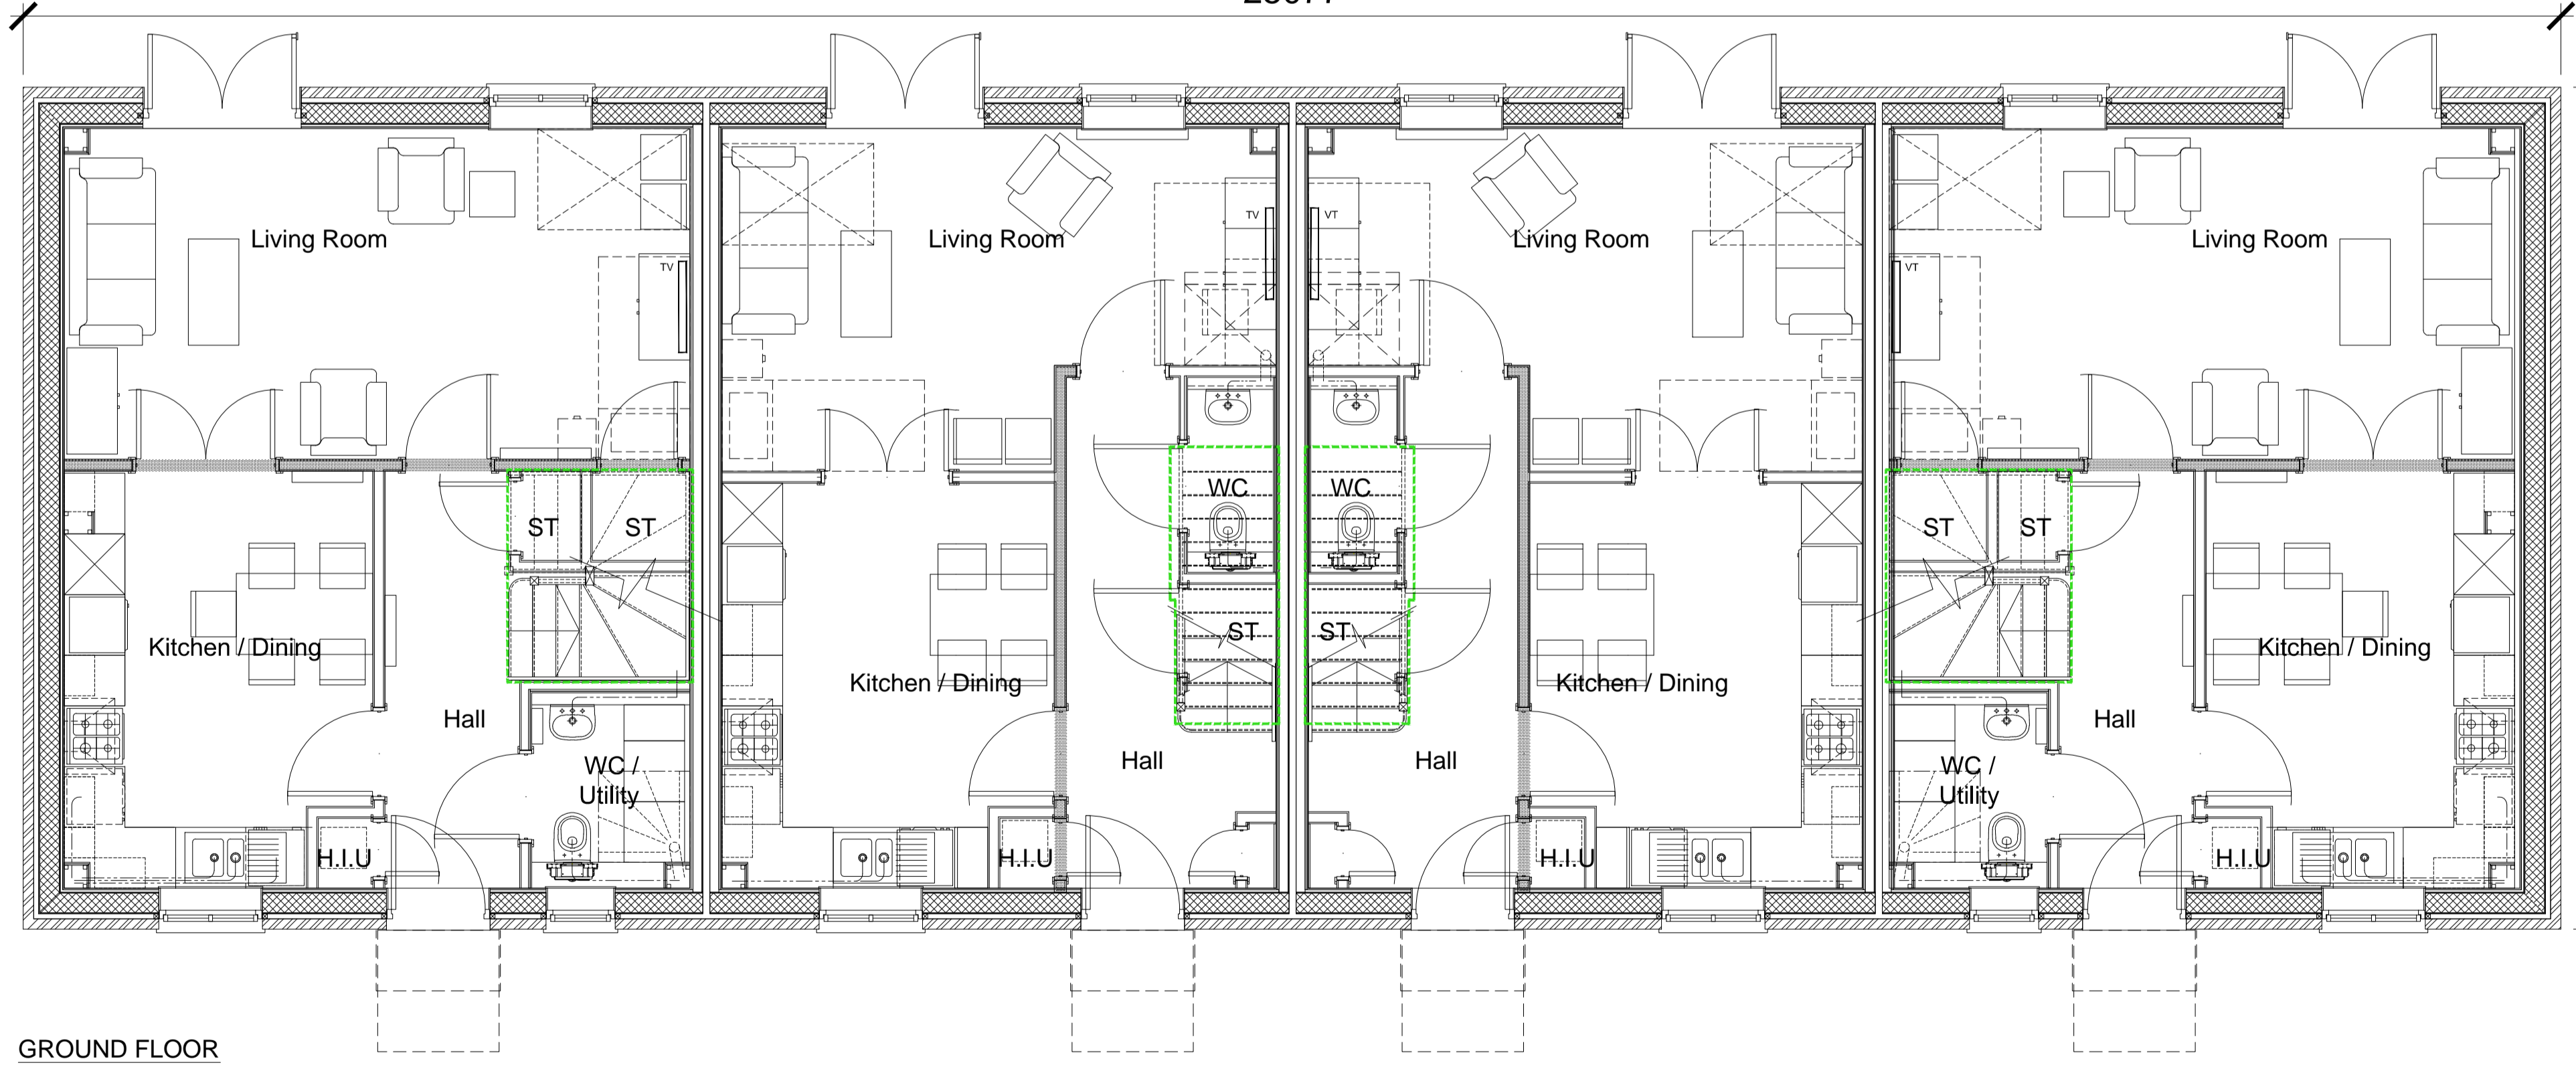 Living Room
Living Room
Living Room
Living Room
TV
TV
VT
VT
WC
WC
ST
ST
ST
ST
ST
ST
Kitchen / Dining
Kitchen / Dining
Kitchen / Dining
Kitchen / Dining
Hall
Hall
Hall
Hall
WC /
Utility
WC /
Utility
H.I.U
H.I.U
H.I.U
H.I.U
GROUND FLOOR